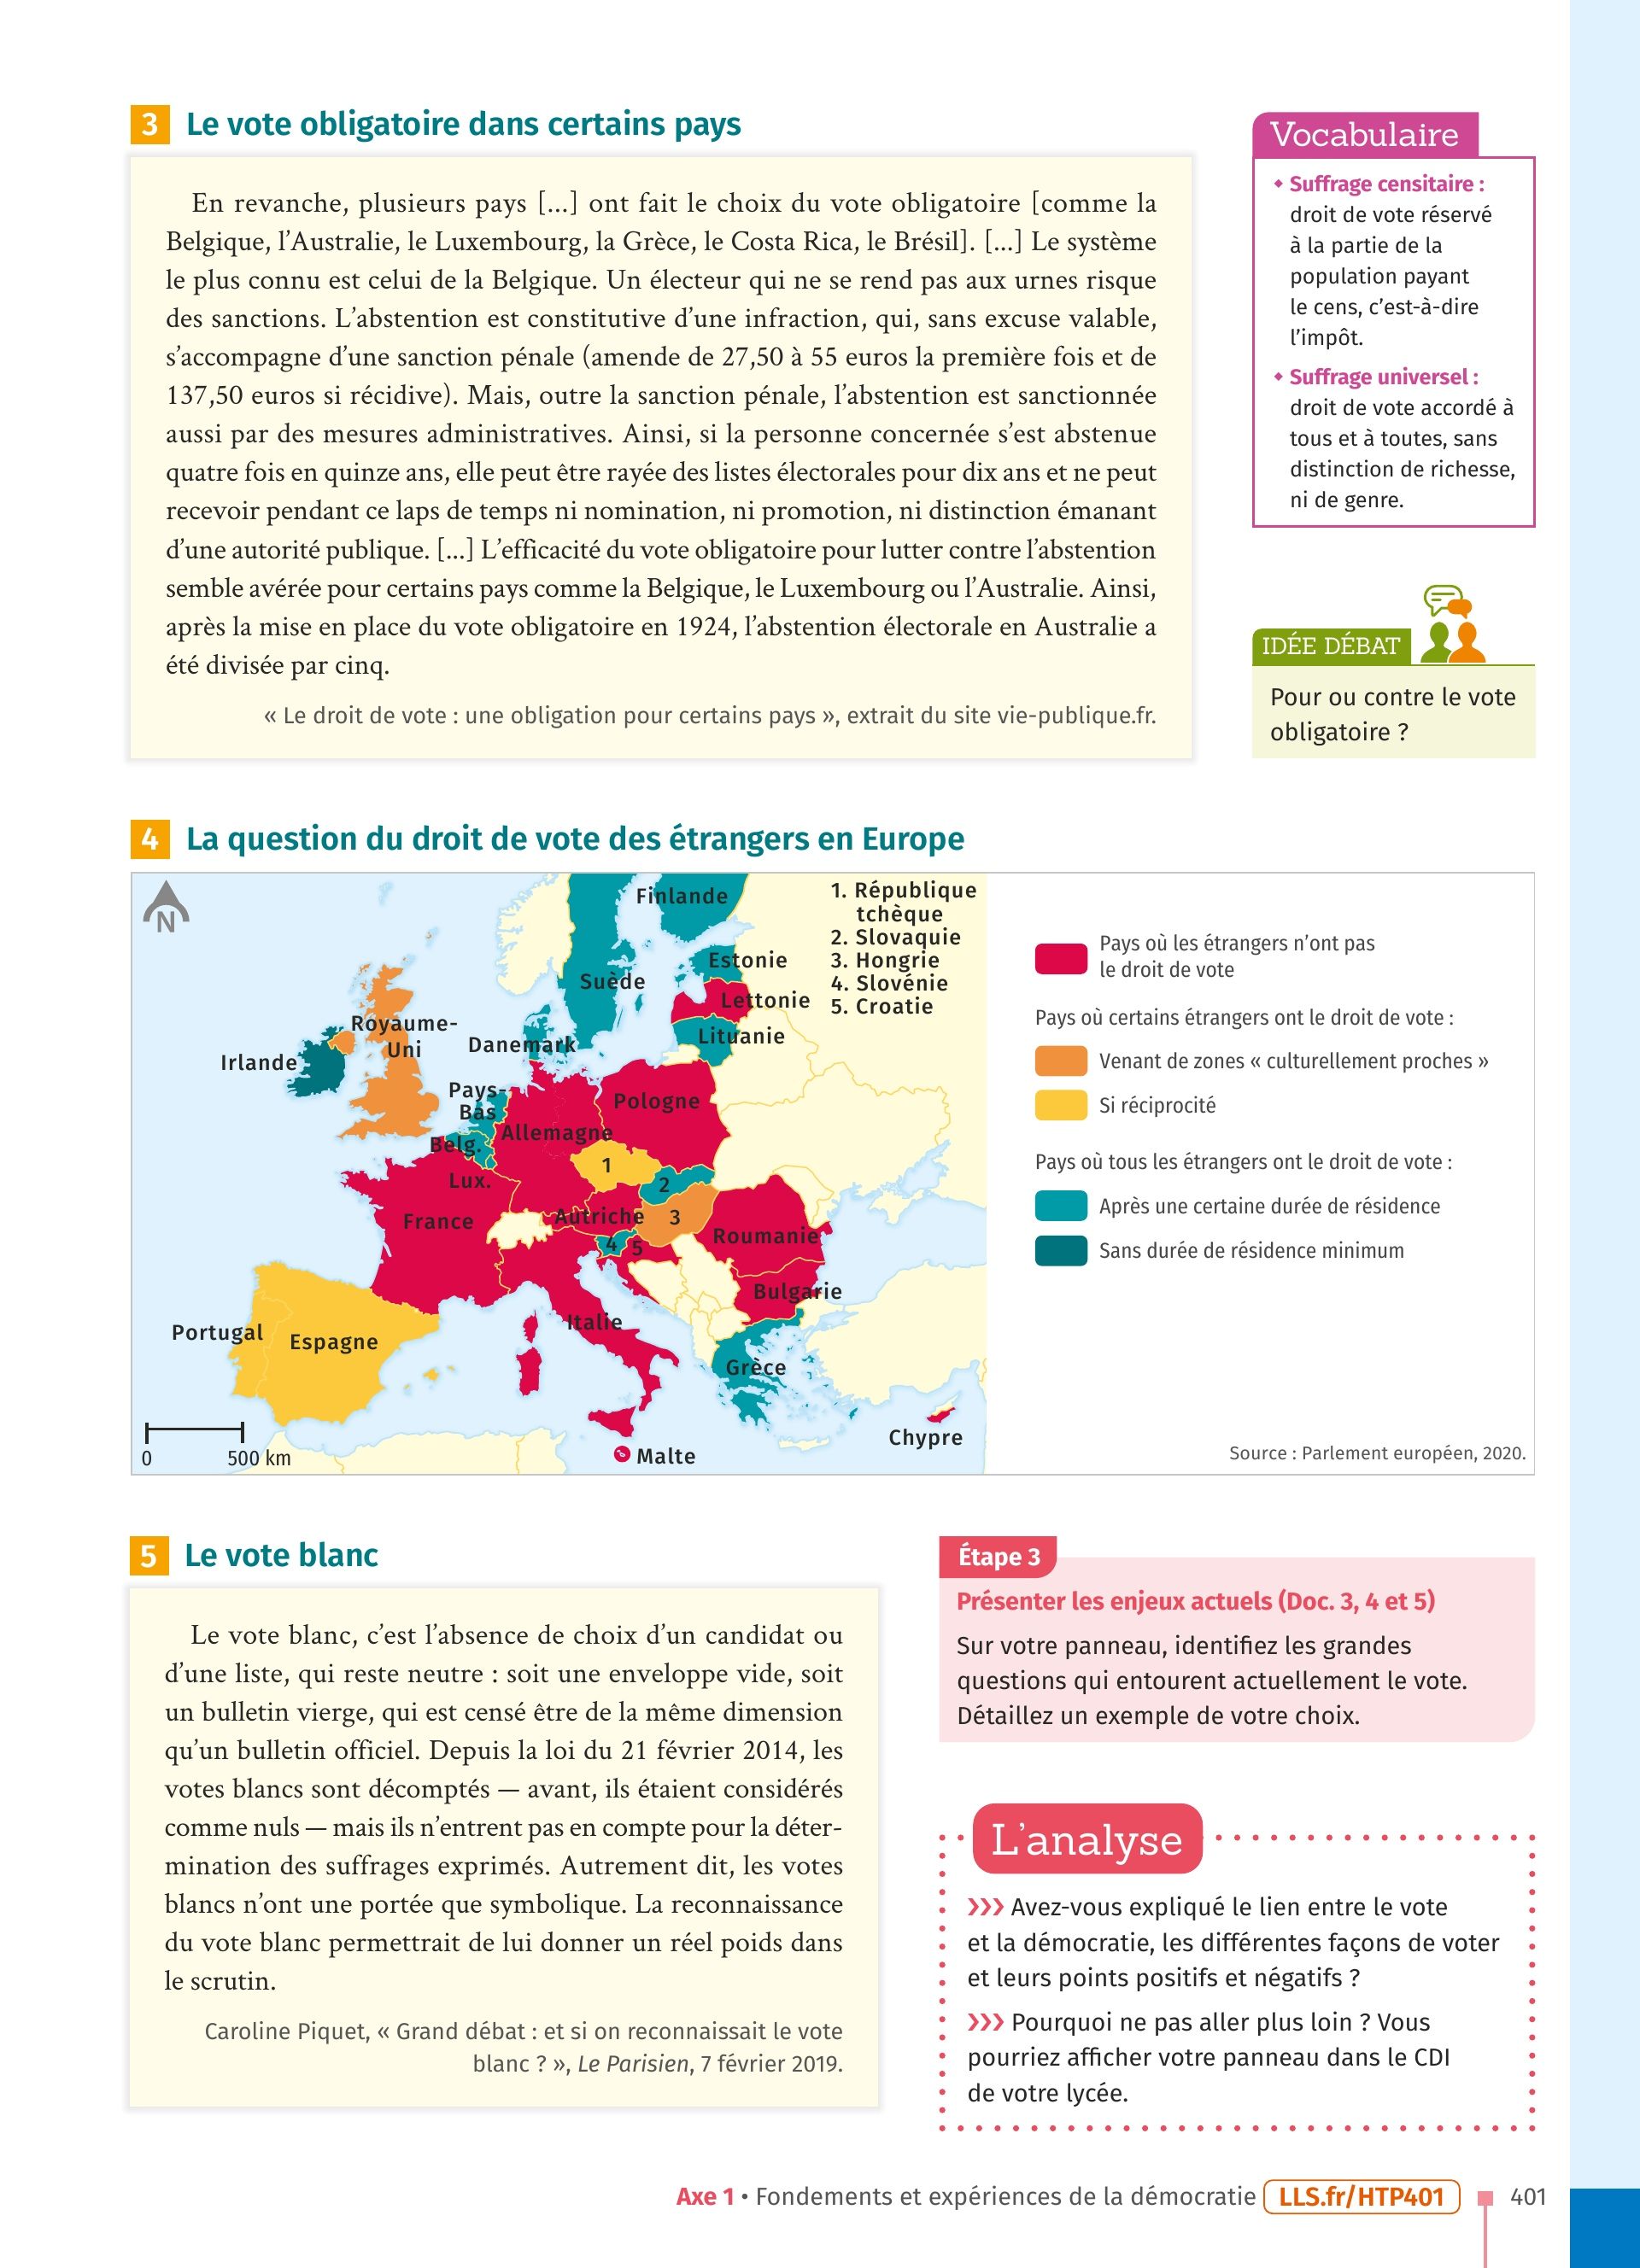 3 Le vote obligatoire dans certains pays
En revanche, plusieurs pays [...] ont fait le choix du vote obligatoire [comme la
Belgique, l’Australie, le Luxembourg, la Grèce, le Costa Rica, le Brésil]. [...] Le système
le plus connu est celui de la Belgique. Un électeur qui ne se rend pas aux urnes risque
des sanctions. L’abstention est constitutive d’une infraction, qui, sans excuse valable,
s’accompagne d’une sanction pénale (amende de 27,50 à 55 euros la première fois et de
137,50 euros si récidive). Mais, outre la sanction pénale, l’abstention est sanctionnée
aussi par des mesures administratives. Ainsi, si la personne concernée s’est abstenue
quatre fois en quinze ans, elle peut être rayée des listes électorales pour dix ans et ne peut
recevoir pendant ce laps de temps ni nomination, ni promotion, ni distinction émanant
d’une autorité publique. [...] L’efficacité du vote obligatoire pour lutter contre l’abstention
semble avérée pour certains pays comme la Belgique, le Luxembourg ou l’Australie. Ainsi,
après la mise en place du vote obligatoire en 1924, l’abstention électorale en Australie a
été divisée par cinq.
« Le droit de vote : une obligation pour certains pays », extrait du site vie-publique.fr.
Vocabulaire
Suffrage censitaire :
droit de vote réservé
à la partie de la
population payant
le cens, c’est-à-dire
l’impôt.
Suffrage universel :
droit de vote accordé à
tous et à toutes, sans
distinction de richesse,
ni de genre.
IDÉE DÉBAT
Pour ou contre le vote
obligatoire ?
4 La question du droit de vote des étrangers en Europe
N
Finlande
Suède
Estonie
Lettonie
Lituanie
Royaume-
Uni
Irlande
Danemark
Pays-
Bas
Belg.
Lux.
Allemagne
Pologne
1
2
3
4
5
Autriche
France
Roumanie
Bulgarie
Italie
Portugal
Espagne
Grèce
Chypre
Malte
0 500 km
1. République
tchèque
2. Slovaquie
3. Hongrie
4. Slovénie
5. Croatie
Pays où les étrangers n’ont pas
le droit de vote
Pays où certains étrangers ont le droit de vote :
Venant de zones « culturellement proches »
Si réciprocité
Pays où tous les étrangers ont le droit de vote :
Après une certaine durée de résidence
Sans durée de résidence minimum
Source : Parlement européen, 2020.
5 Le vote blanc
Le vote blanc, c’est l’absence de choix d’un candidat ou
d’une liste, qui reste neutre : soit une enveloppe vide, soit
un bulletin vierge, qui est censé être de la même dimension
qu’un bulletin officiel. Depuis la loi du 21 février 2014, les
votes blancs sont décomptés — avant, ils étaient considérés
comme nuls — mais ils n’entrent pas en compte pour la déter-
mination des suffrages exprimés. Autrement dit, les votes
blancs n’ont une portée que symbolique. La reconnaissance
du vote blanc permettrait de lui donner un réel poids dans
le scrutin.
Caroline Piquet, « Grand débat : et si on reconnaissait le vote
blanc ? », Le Parisien, 7 février 2019.
Étape 3
Présenter les enjeux actuels (Doc. 3, 4 et 5)
Sur votre panneau, identifiez les grandes
questions qui entourent actuellement le vote.
Détaillez un exemple de votre choix.
L’analyse
Avez-vous expliqué le lien entre le vote
et la démocratie, les différentes façons de voter
et leurs points positifs et négatifs ?
Pourquoi ne pas aller plus loin ? Vous
pourriez afficher votre panneau dans le CDI
de votre lycée.
Axe 1 • Fondements et expériences de la démocratie LLS.fr/HTP401 401